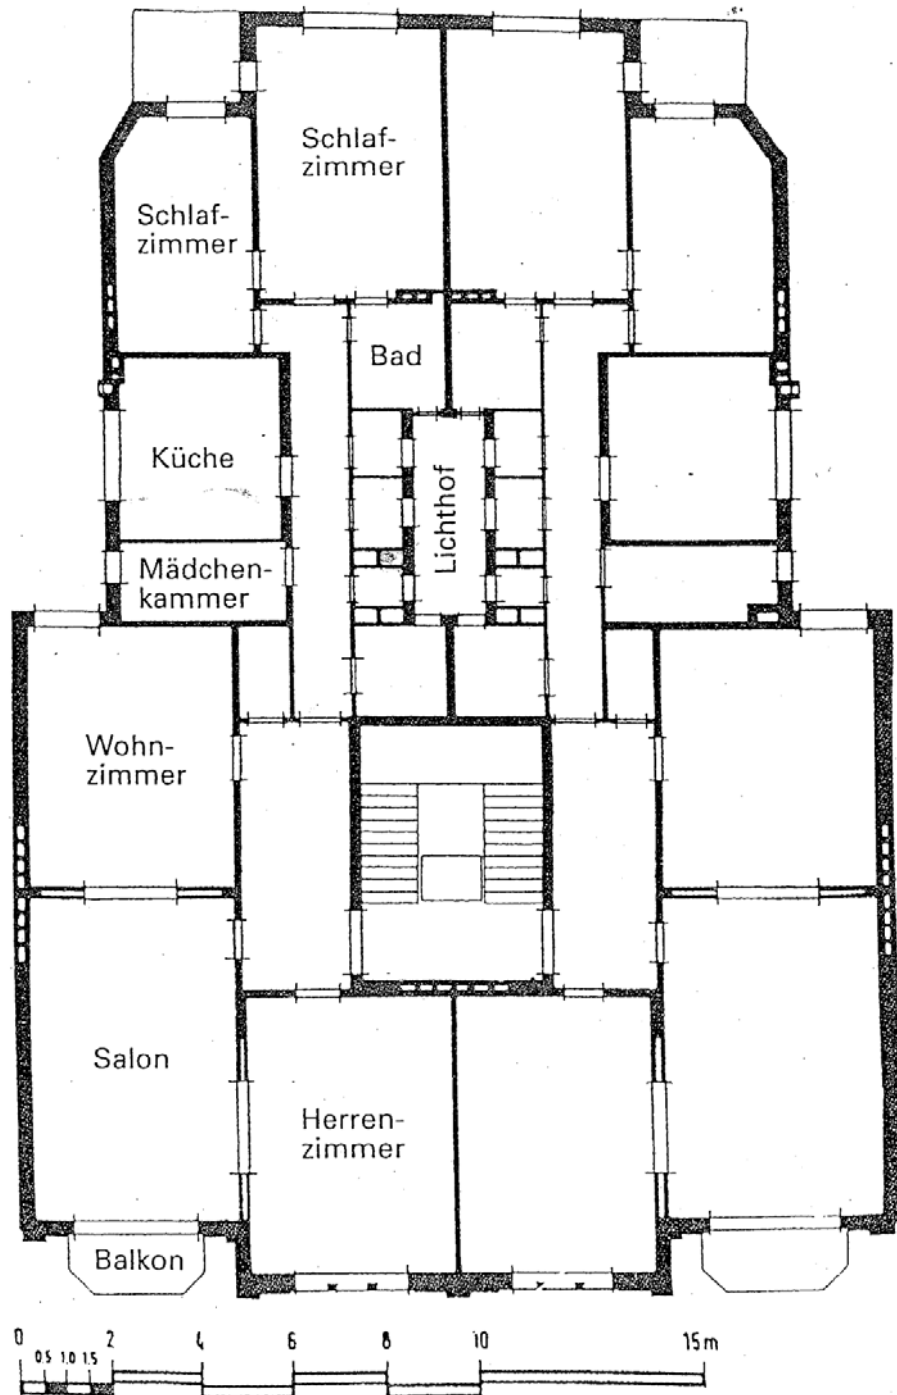 Schlaf-
zimmer
Schlaf-
zimmer
Bad
Küche
Lichthof
Mädchen-
kammer
Wohn-
zimmer
Salon
Herren-
zimmer
Balkon
0 2 4 6 8 10 15 m
0.5 1.0 1.5